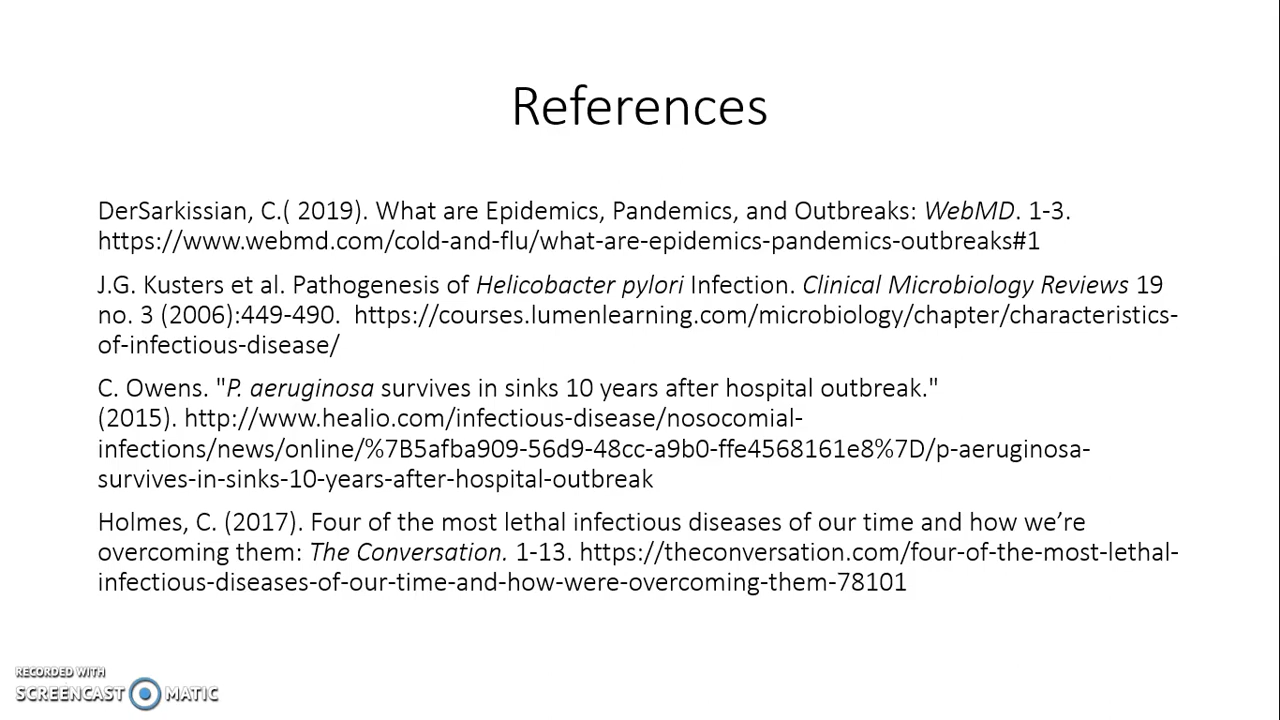 References
DerSarkissian, C.( 2019). What are Epidemics, Pandemics, and Outbreaks: WebMD. 1-3.
https://www.webmd.com/cold-and-flu/what-are-epidemics-pandemics-outbreaks#1
J.G. Kusters et al. Pathogenesis of Helicobacter pylori Infection. Clinical Microbiology Reviews 19
no. 3 (2006):449-490.  https://courses.lumenlearning.com/microbiology/chapter/characteristics-
of-infectious-disease/
C. Owens. "P. aeruginosa survives in sinks 10 years after hospital outbreak."
(2015). http://www.healio.com/infectious-disease/nosocomial-
infections/news/online/%7B5afba909-56d9-48cc-a9b0-ffe4568161e8%7D/p-aeruginosa-
survives-in-sinks-10-years-after-hospital-outbreak
Holmes, C. (2017). Four of the most lethal infectious diseases of our time and how we’re
overcoming them: The Conversation. 1-13. https://theconversation.com/four-of-the-most-lethal-
infectious-diseases-of-our-time-and-how-were-overcoming-them-78101
RECORDED WITH
SCREENCAST MATIC